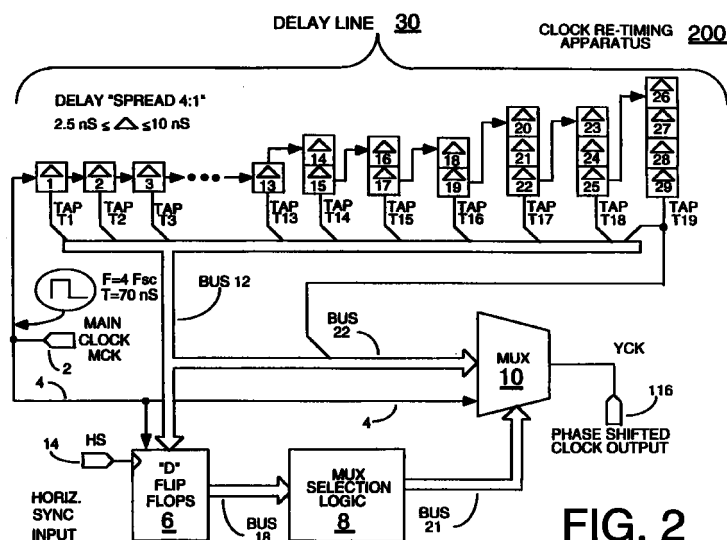 DELAY LINE 30
CLOCK RE-TIMING
APPARATUS 200
DELAY "SPREAD 4:1"
2.5 nS ≤ △ ≤10 nS
1 2 3 13 14 15 16 17 18 19 20 21 22 23 24 25 26 27 28 29
TAP T1
TAP T2
TAP T3
TAP T13
TAP T14
TAP T15
TAP T16
TAP T17
TAP T18
TAP T19
F=4 Fsc
T=70 nS
BUS 12
MAIN
CLOCK
MCK
2
BUS
22
MUX
10
YCK
116
PHASE SHIFTED
CLOCK OUTPUT
4
4
14
HS
HORIZ.
SYNC
INPUT
"D"
FLIP
FLOPS
6
BUS
18
MUX
SELECTION
LOGIC
8
BUS
21
FIG. 2